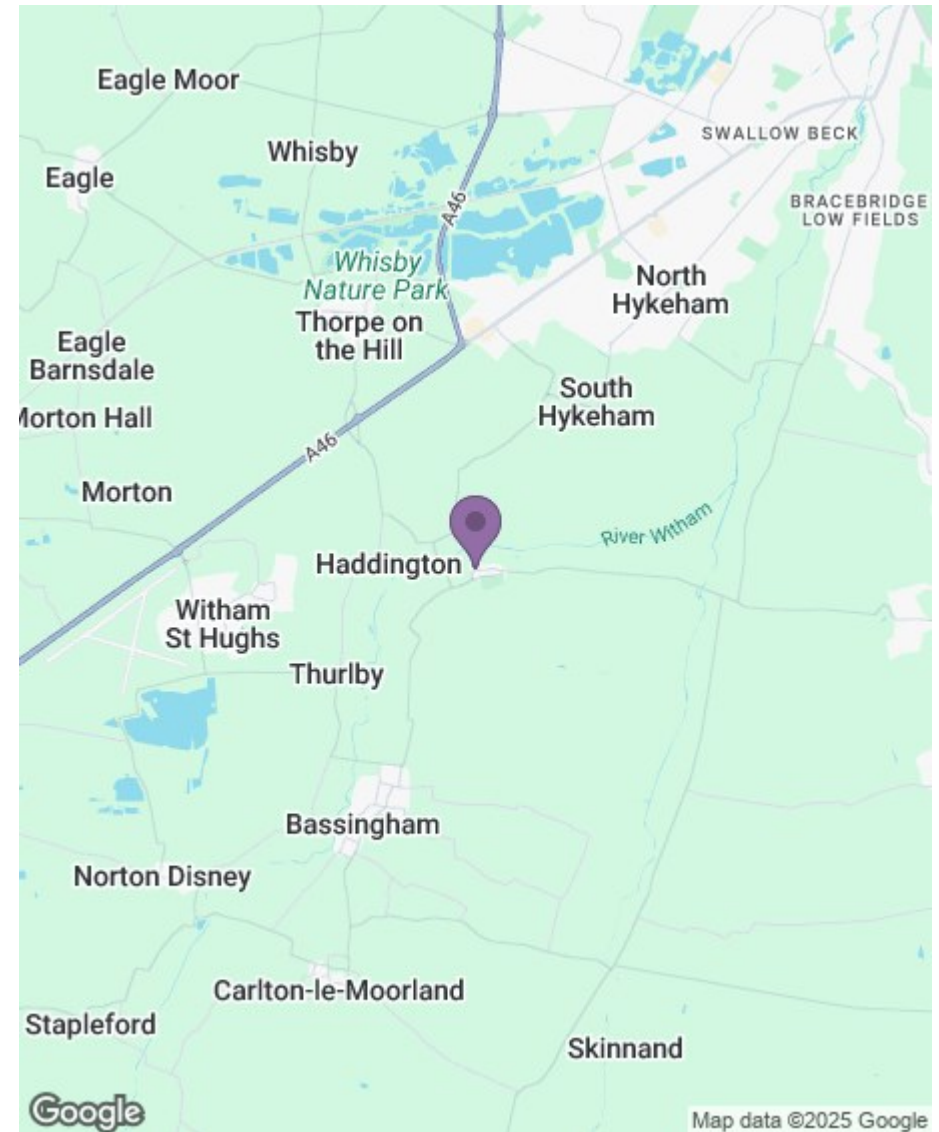 Eagle Moor
Whisby
SWALLOW BECK
Eagle
A46
BRACEBRIDGE
LOW FIELDS
Whisby
Nature Park
North
Hykeham
Thorpe on
the Hill
Eagle
Barnsdale
South
Hykeham
Morton Hall
A46
Morton
River Witham
Haddington
Witham
St Hughs
Thurlby
Bassingham
Norton Disney
Carlton-le-Moorland
Stapleford
Skinnand
Google
Map data ©2025 Google